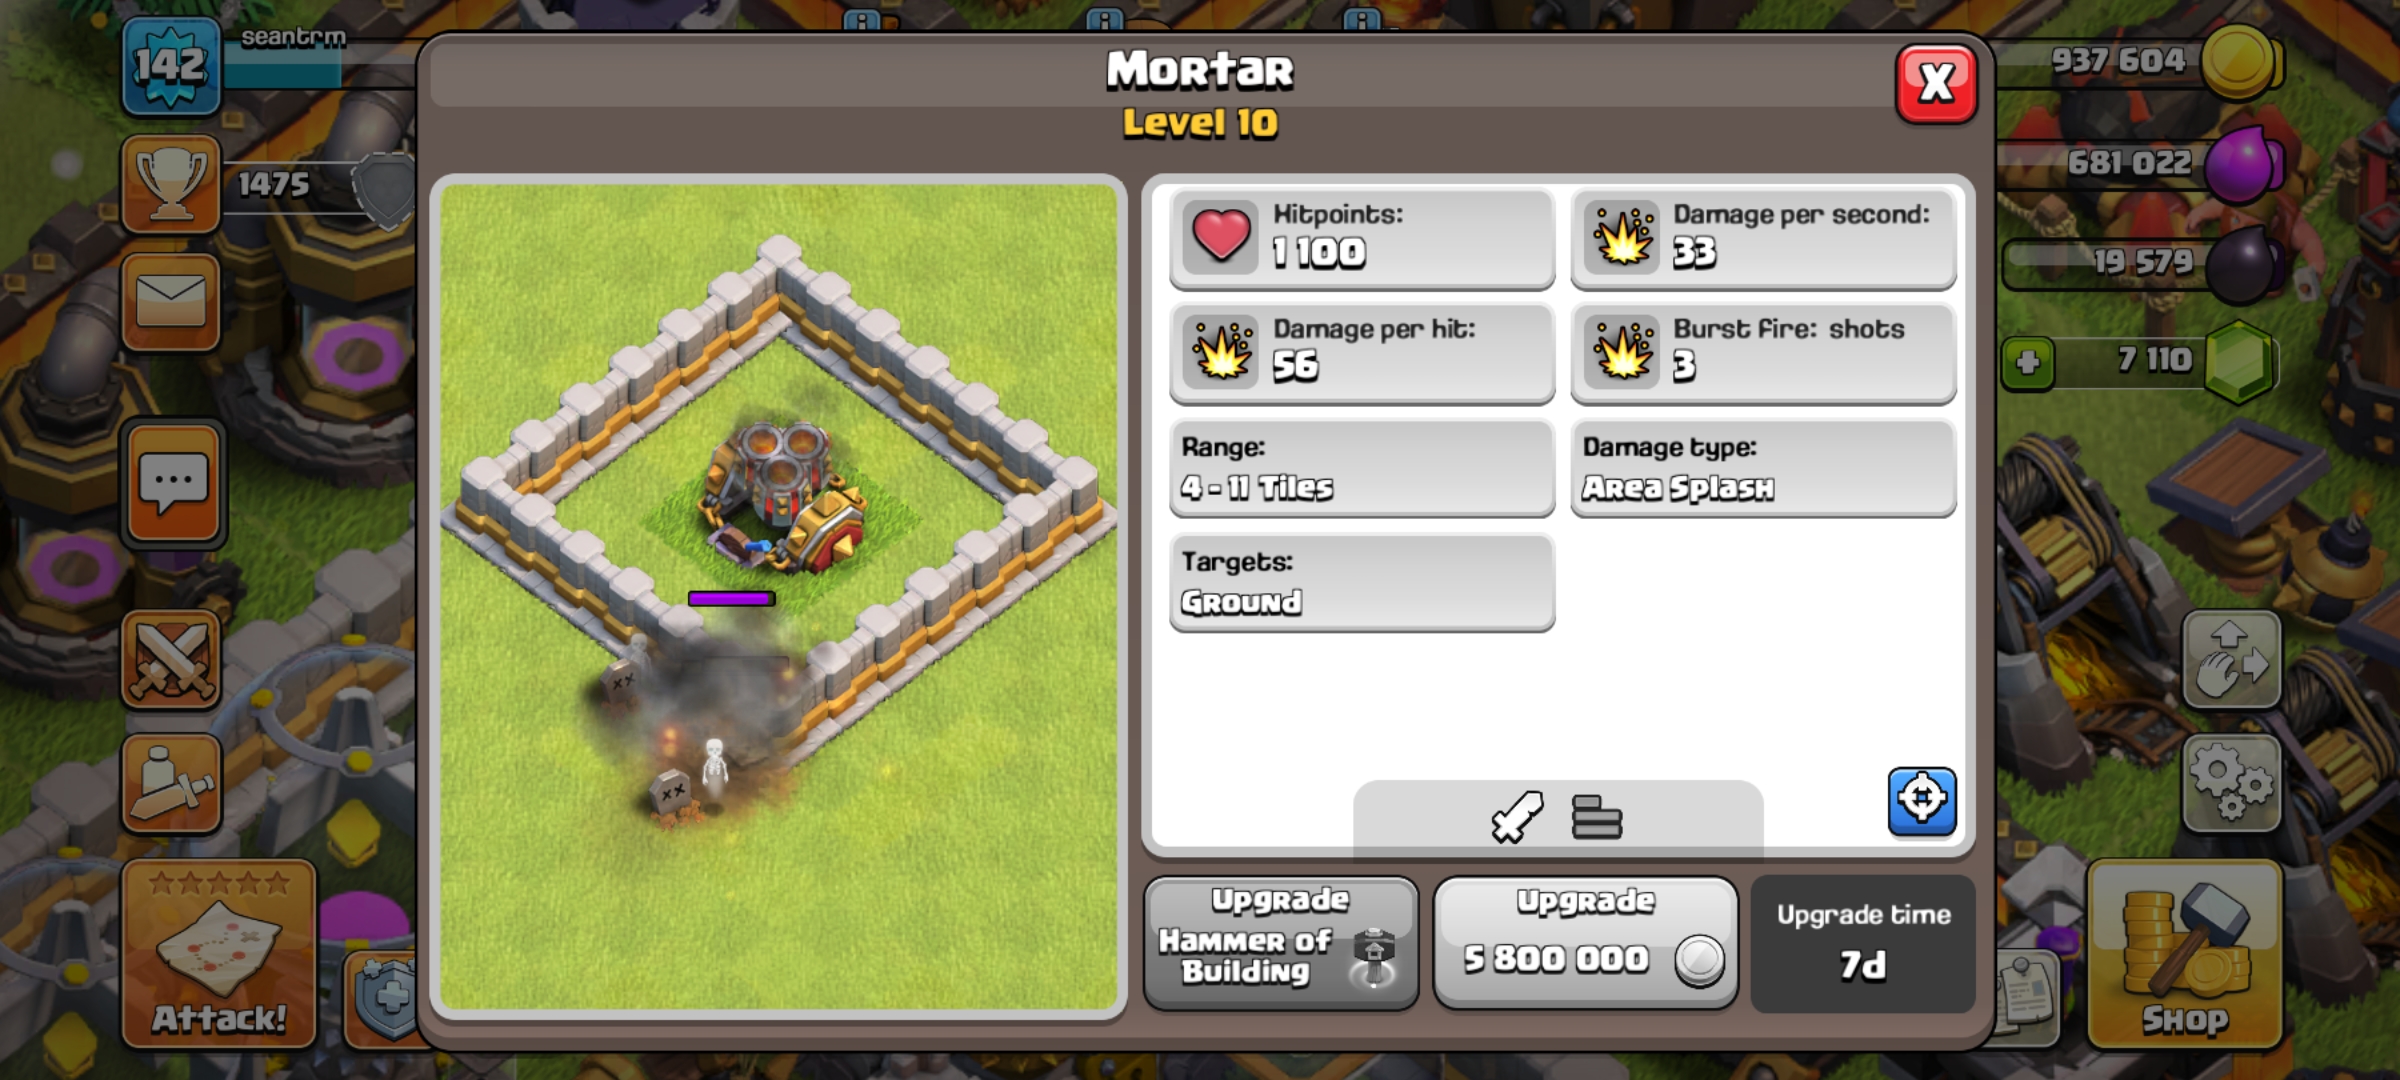 142
seantrm
1475
Attack!
Mortar
Level 10
X
Hitpoints:
1 100
Damage per second:
33
Damage per hit:
56
Burst fire: shots
3
Range:
4 - 11 Tiles
Damage type:
Area Splash
Targets:
Ground
Upgrade
Hammer of
Building
Upgrade
5 800 000
Upgrade time
7d
937 604
681 022
19 579
7 110
Shop